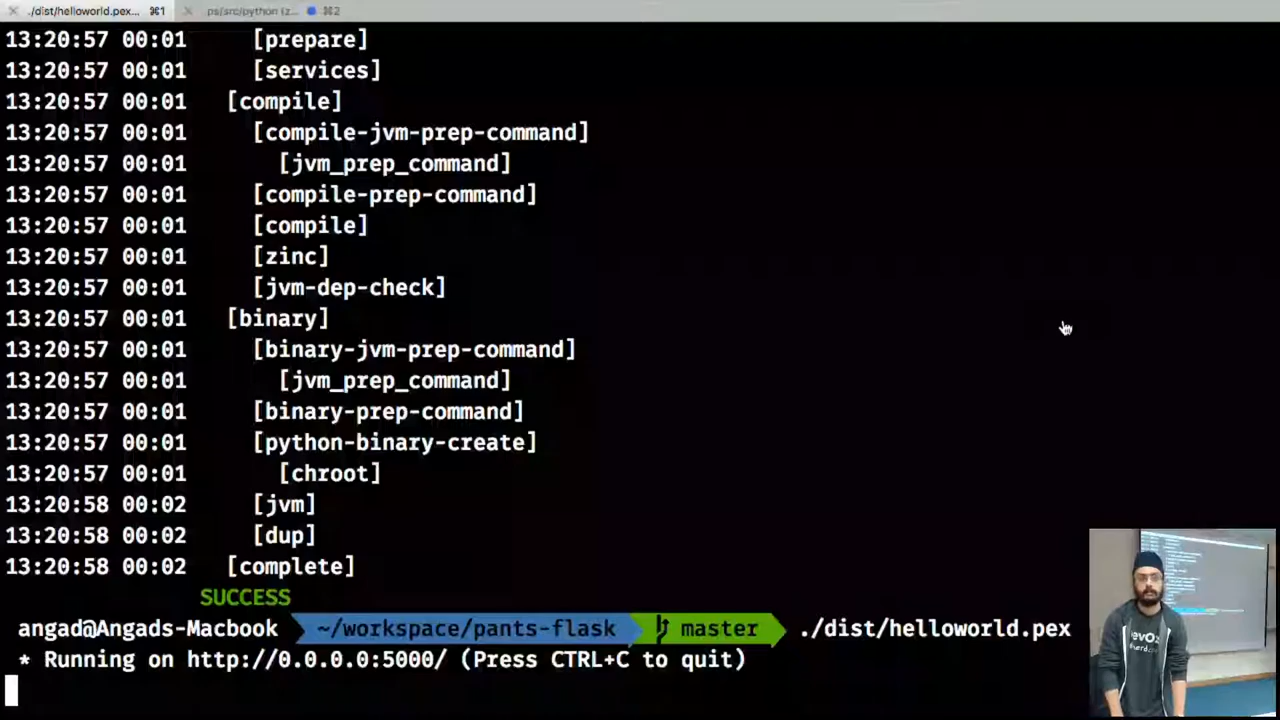 ./dist/helloworld.pex... ⌘1
ps/src/python (z... ⌘2
13:20:57 00:01 [prepare]
13:20:57 00:01 [services]
13:20:57 00:01 [compile]
13:20:57 00:01 [compile-jvm-prep-command]
13:20:57 00:01 [jvm_prep_command]
13:20:57 00:01 [compile-prep-command]
13:20:57 00:01 [compile]
13:20:57 00:01 [zinc]
13:20:57 00:01 [jvm-dep-check]
13:20:57 00:01 [binary]
13:20:57 00:01 [binary-jvm-prep-command]
13:20:57 00:01 [jvm_prep_command]
13:20:57 00:01 [binary-prep-command]
13:20:57 00:01 [python-binary-create]
13:20:57 00:01 [chroot]
13:20:58 00:02 [jvm]
13:20:58 00:02 [dup]
13:20:58 00:02 [complete]
SUCCESS
angad@Angads-Macbook ~/workspace/pants-flask master ./dist/helloworld.pex
* Running on http://0.0.0.0:5000/ (Press CTRL+C to quit)